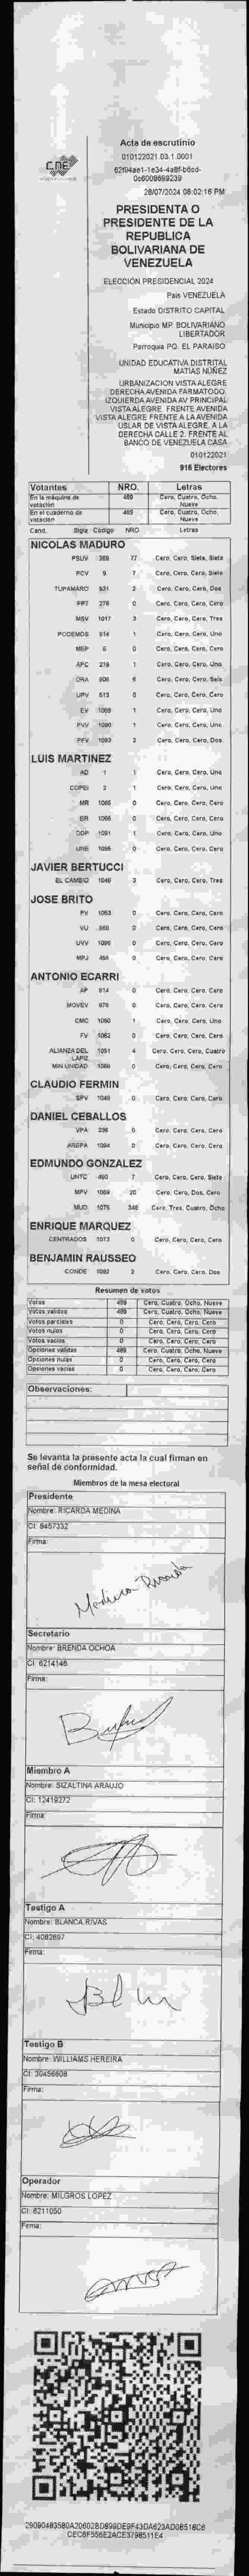 CNE
Acta de escrutinio
010122021.03.1.0001
28/07/2024 08:02:16 PM
PRESIDENTA O
PRESIDENTE DE LA
REPUBLICA
BOLIVARIANA DE
VENEZUELA
ELECCIÓN PRESIDENCIAL 2024
Pais VENEZUELA
Estado DISTRITO CAPITAL
Municipio MP. BOLIVARIANO
LIBERTADOR
Parroquia PQ. EL PARAISO
UNIDAD EDUCATIVA DISTRITAL
MATIAS NÚÑEZ
URBANIZACION VISTA ALEGRE
DERECHA AVENIDA FARMATODO.
IZQUIERDA AVENIDA AV PRINCIPAL
VISTA ALEGRE. FRENTE AVENIDA
VISTA ALEGRE FRENTE A LA AVENIDA
USLAR DE VISTA ALEGRE, A LA
DERECHA CALLE 2. FRENTE AL
BANCO DE VENEZUELA CASA
010122021
916 Electores
Votantes NRO. Letras
En la máquina de votación 489 Cero, Cuatro, Ocho, Nueve
En el cuaderno de votación 489 Cero, Cuatro, Ocho, Nueve
Cand. Sigla Código NRO. Letras
NICOLAS MADURO
PSUV 369 77 Cero, Cero, Siete, Siete
PCV 9 7 Cero, Cero, Cero, Siete
TUPAMARO 931 2 Cero, Cero, Cero, Dos
PPT 276 0 Cero, Cero, Cero, Cero
MSV 1017 3 Cero, Cero, Cero, Tres
PODEMOS 914 1 Cero, Cero, Cero, Uno
MEP 6 0 Cero, Cero, Cero, Cero
APC 219 1 Cero, Cero, Cero, Uno
ORA 906 6 Cero, Cero, Cero, Seis
UPV 513 0 Cero, Cero, Cero, Cero
EV 1089 1 Cero, Cero, Cero, Uno
PVV 1090 1 Cero, Cero, Cero, Uno
PFV 1093 2 Cero, Cero, Cero, Dos
LUIS MARTINEZ
AD 1 1 Cero, Cero, Cero, Uno
COPEI 2 1 Cero, Cero, Cero, Uno
MR 1066 0 Cero, Cero, Cero, Cero
BR 0 Cero, Cero, Cero, Cero
DDP 1091 1 Cero, Cero, Cero, Uno
UNE 1095 0 Cero, Cero, Cero, Cero
JAVIER BERTUCCI
EL CAMBIO 1046 3 Cero, Cero, Cero, Tres
JOSE BRITO
PV 1053 0 Cero, Cero, Cero, Cero
VU 968 0 Cero, Cero, Cero, Cero
UVV 1096 0 Cero, Cero, Cero, Cero
MPJ 468 0 Cero, Cero, Cero, Cero
ANTONIO ECARRI
AP 914 0 Cero, Cero, Cero, Cero
MOVEV 976 0 Cero, Cero, Cero, Cero
CMC 1050 1 Cero, Cero, Cero, Uno
FV 1062 0 Cero, Cero, Cero, Cero
ALIANZA DEL LAPIZ 1051 4 Cero, Cero, Cero, Cuatro
MIN UNIDAD 1069 0 Cero, Cero, Cero, Cero
CLAUDIO FERMIN
SPV 1048 0 Cero, Cero, Cero, Cero
DANIEL CEBALLOS
VPA 236 0 Cero, Cero, Cero, Cero
AREPA 1094 0 Cero, Cero, Cero, Cero
EDMUNDO GONZALEZ
UNTC 460 7 Cero, Cero, Cero, Siete
MPV 1069 20 Cero, Cero, Dos, Cero
MUD 1075 348 Cero, Tres, Cuatro, Ocho
ENRIQUE MARQUEZ
CENTRADOS 1073 0 Cero, Cero, Cero, Cero
BENJAMIN RAUSSEO
CONDE 1082 2 Cero, Cero, Cero, Dos
Resumen de votos
Votos 489 Cero, Cuatro, Ocho, Nueve
Votos validos 489 Cero, Cuatro, Ocho, Nueve
Votos parciales 0 Cero, Cero, Cero, Cero
Votos nulos 0 Cero, Cero, Cero, Cero
Votos vacios 0 Cero, Cero, Cero, Cero
Opciones validas 489 Cero, Cuatro, Ocho, Nueve
Opciones nulas 0 Cero, Cero, Cero, Cero
Opciones vacias 0 Cero, Cero, Cero, Cero
Observaciones:
Se levanta la presente acta la cual firman en
señal de conformidad.
Miembros de la mesa electoral
Presidente
Nombre: RICARDA MEDINA
CI: 8457332
Firma:
Medina Ricarda
Secretario
Nombre: BRENDA OCHOA
CI: 6214146
Firma:
Miembro A
Nombre: SIZALTINA ARAUJO
CI: 12419272
Firma:
Testigo A
Nombre: BLANCA RIVAS
CI: 4082897
Firma:
Testigo B
Nombre: WILLIAMS HEREIRA
CI: 30456608
Firma:
Operador
Nombre: MILGROS LOPEZ
CI: 6211050
Firma: